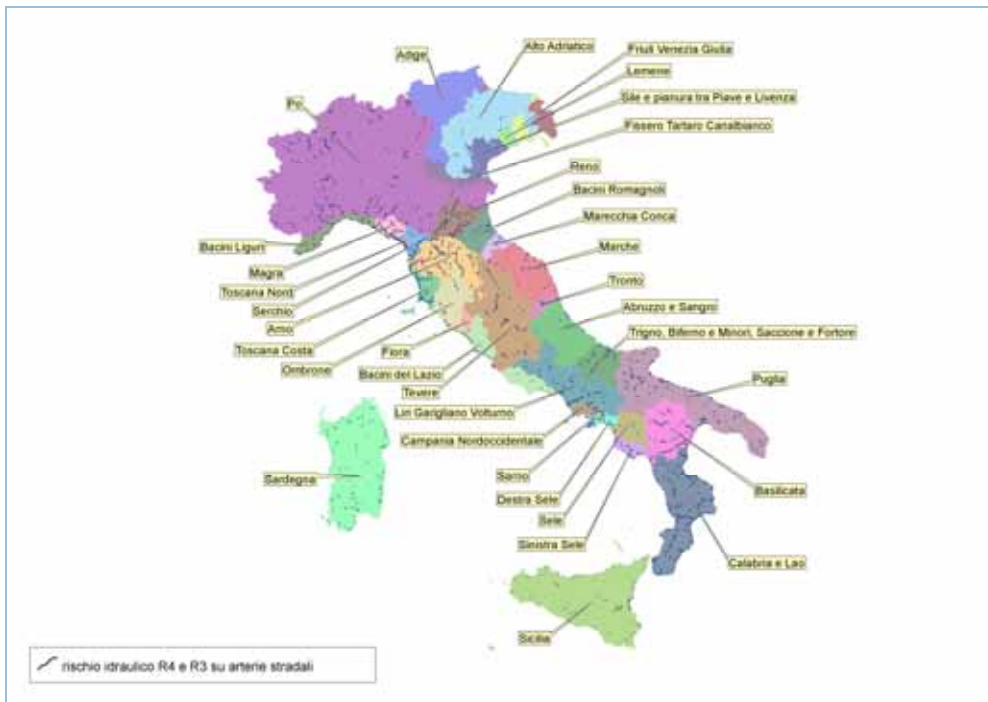 Adige
Alto Adriatico
Friuli Venezia Giulia
Lemene
Sile e pianura tra Piave e Livenza
Po
Fissero Tartaro Canalbianco
Reno
Bacini Romagnoli
Marecchia Conca
Marche
Bacini Liguri
Magra
Toscana Nord
Serchio
Arno
Toscana Costa
Ombrone
Fiora
Bacini del Lazio
Tevere
Tronto
Abruzzo e Sangro
Trigno, Biferno e Minori, Saccione e Fortore
Puglia
Liri Garigliano Volturno
Campania Nordoccidentale
Sarno
Destra Sele
Sele
Sinistra Sele
Basilicata
Calabria e Lao
Sardegna
Sicilia
rischio idraulico R4 e R3 su arterie stradali